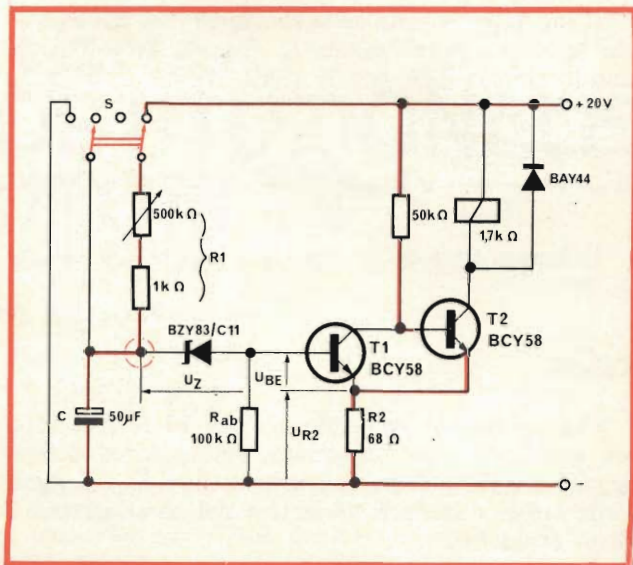 S
+ 20V
BAY44
500k Ω
50k Ω
1,7k Ω
R1
1k Ω
BZY83/C11
T1
BCY58
T2
BCY58
U_Z
U_BE
C
50µF
R_ab
100k Ω
U_R2
R2
68 Ω
-